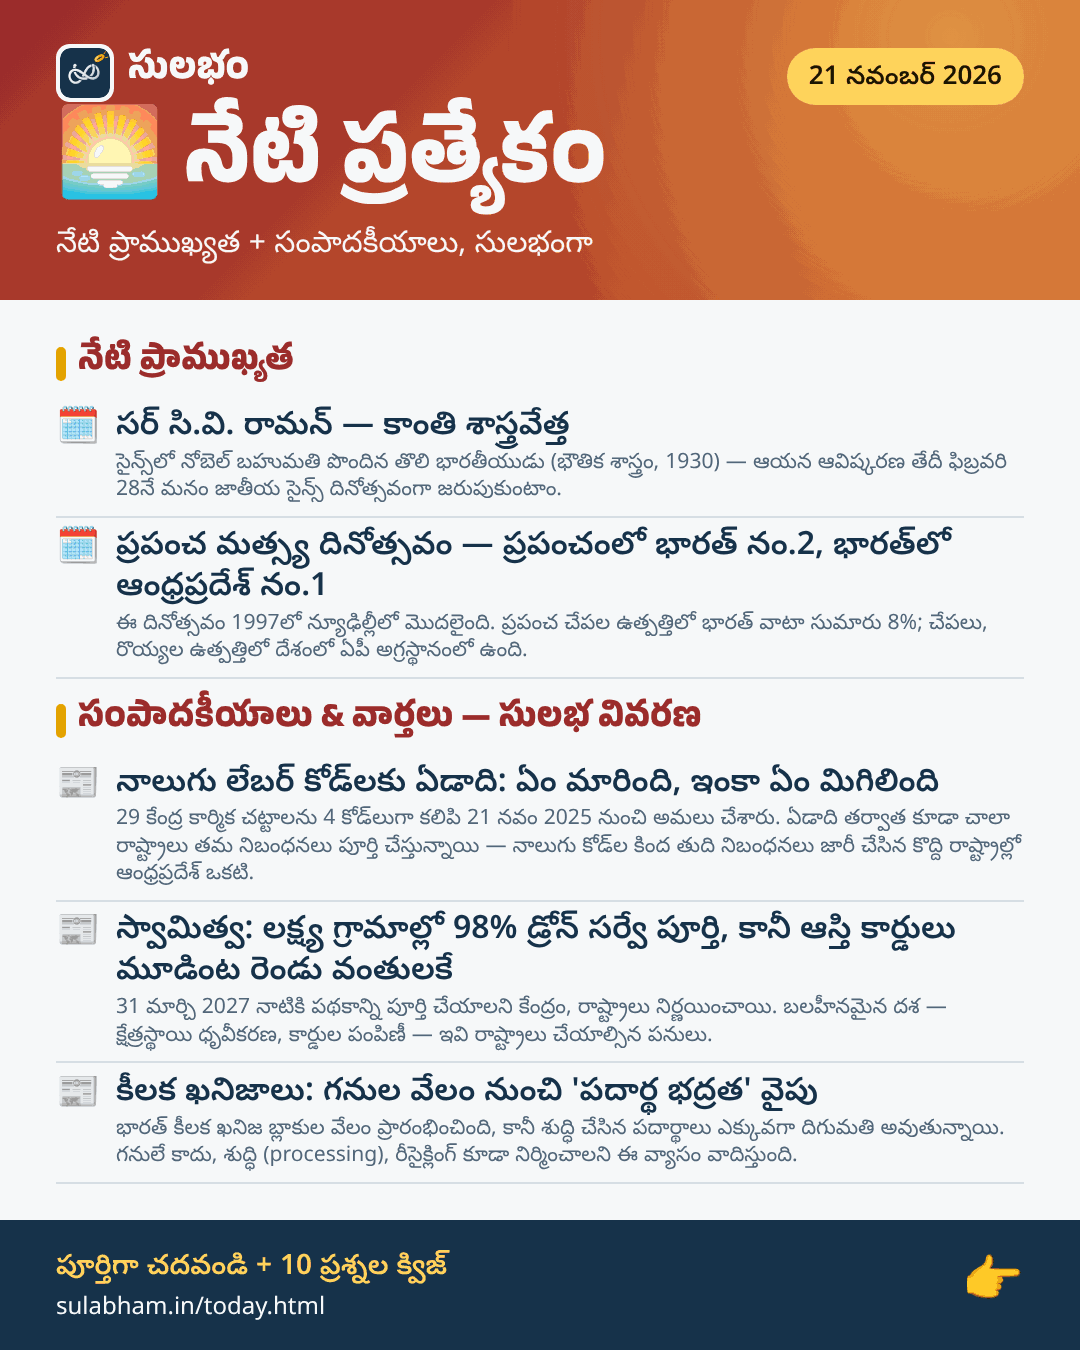 సులభం
21 నవంబర్ 2026
నేటి ప్రత్యేకం
నేటి ప్రాముఖ్యత + సంపాదకీయాలు, సులభంగా
నేటి ప్రాముఖ్యత
సర్ సి.వి. రామన్ — కాంతి శాస్త్రవేత్త
సైన్స్‌లో నోబెల్ బహుమతి పొందిన తొలి భారతీయుడు (భౌతిక శాస్త్రం, 1930) — ఆయన ఆవిష్కరణ తేదీ ఫిబ్రవరి
28నే మనం జాతీయ సైన్స్ దినోత్సవంగా జరుపుకుంటాం.
ప్రపంచ మత్స్య దినోత్సవం — ప్రపంచంలో భారత్ నం.2, భారత్‌లో
ఆంధ్రప్రదేశ్ నం.1
ఈ దినోత్సవం 1997లో న్యూఢిల్లీలో మొదలైంది. ప్రపంచ చేపల ఉత్పత్తిలో భారత్ వాటా సుమారు 8%; చేపలు,
రొయ్యల ఉత్పత్తిలో దేశంలో ఏపీ అగ్రస్థానంలో ఉంది.
సంపాదకీయాలు & వార్తలు — సులభ వివరణ
నాలుగు లేబర్ కోడ్‌లకు ఏడాది: ఏం మారింది, ఇంకా ఏం మిగిలింది
29 కేంద్ర కార్మిక చట్టాలను 4 కోడ్‌లుగా కలిపి 21 నవం 2025 నుంచి అమలు చేశారు. ఏడాది తర్వాత కూడా చాలా
రాష్ట్రాలు తమ నిబంధనలు పూర్తి చేస్తున్నాయి — నాలుగు కోడ్‌ల కింద తుది నిబంధనలు జారీ చేసిన కొద్ది రాష్ట్రాల్లో
ఆంధ్రప్రదేశ్ ఒకటి.
స్వామిత్వ: లక్ష్య గ్రామాల్లో 98% డ్రోన్ సర్వే పూర్తి, కానీ ఆస్తి కార్డులు
మూడింట రెండు వంతులకే
31 మార్చి 2027 నాటికి పథకాన్ని పూర్తి చేయాలని కేంద్రం, రాష్ట్రాలు నిర్ణయించాయి. బలహీనమైన దశ —
క్షేత్రస్థాయి ధృవీకరణ, కార్డుల పంపిణీ — ఇవి రాష్ట్రాలు చేయాల్సిన పనులు.
కీలక ఖనిజాలు: గనుల వేలం నుంచి 'పదార్థ భద్రత' వైపు
భారత్ కీలక ఖనిజ బ్లాకుల వేలం ప్రారంభించింది, కానీ శుద్ధి చేసిన పదార్థాలు ఎక్కువగా దిగుమతి అవుతున్నాయి.
గనులే కాదు, శుద్ధి (processing), రీసైక్లింగ్ కూడా నిర్మించాలని ఈ వ్యాసం వాదిస్తుంది.
పూర్తిగా చదవండి + 10 ప్రశ్నల క్విజ్
sulabham.in/today.html